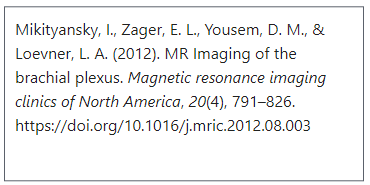 Mikityansky, I., Zager, E. L., Yousem, D. M., &
Loevner, L. A. (2012). MR Imaging of the
brachial plexus. Magnetic resonance imaging
clinics of North America, 20(4), 791–826.
https://doi.org/10.1016/j.mric.2012.08.003